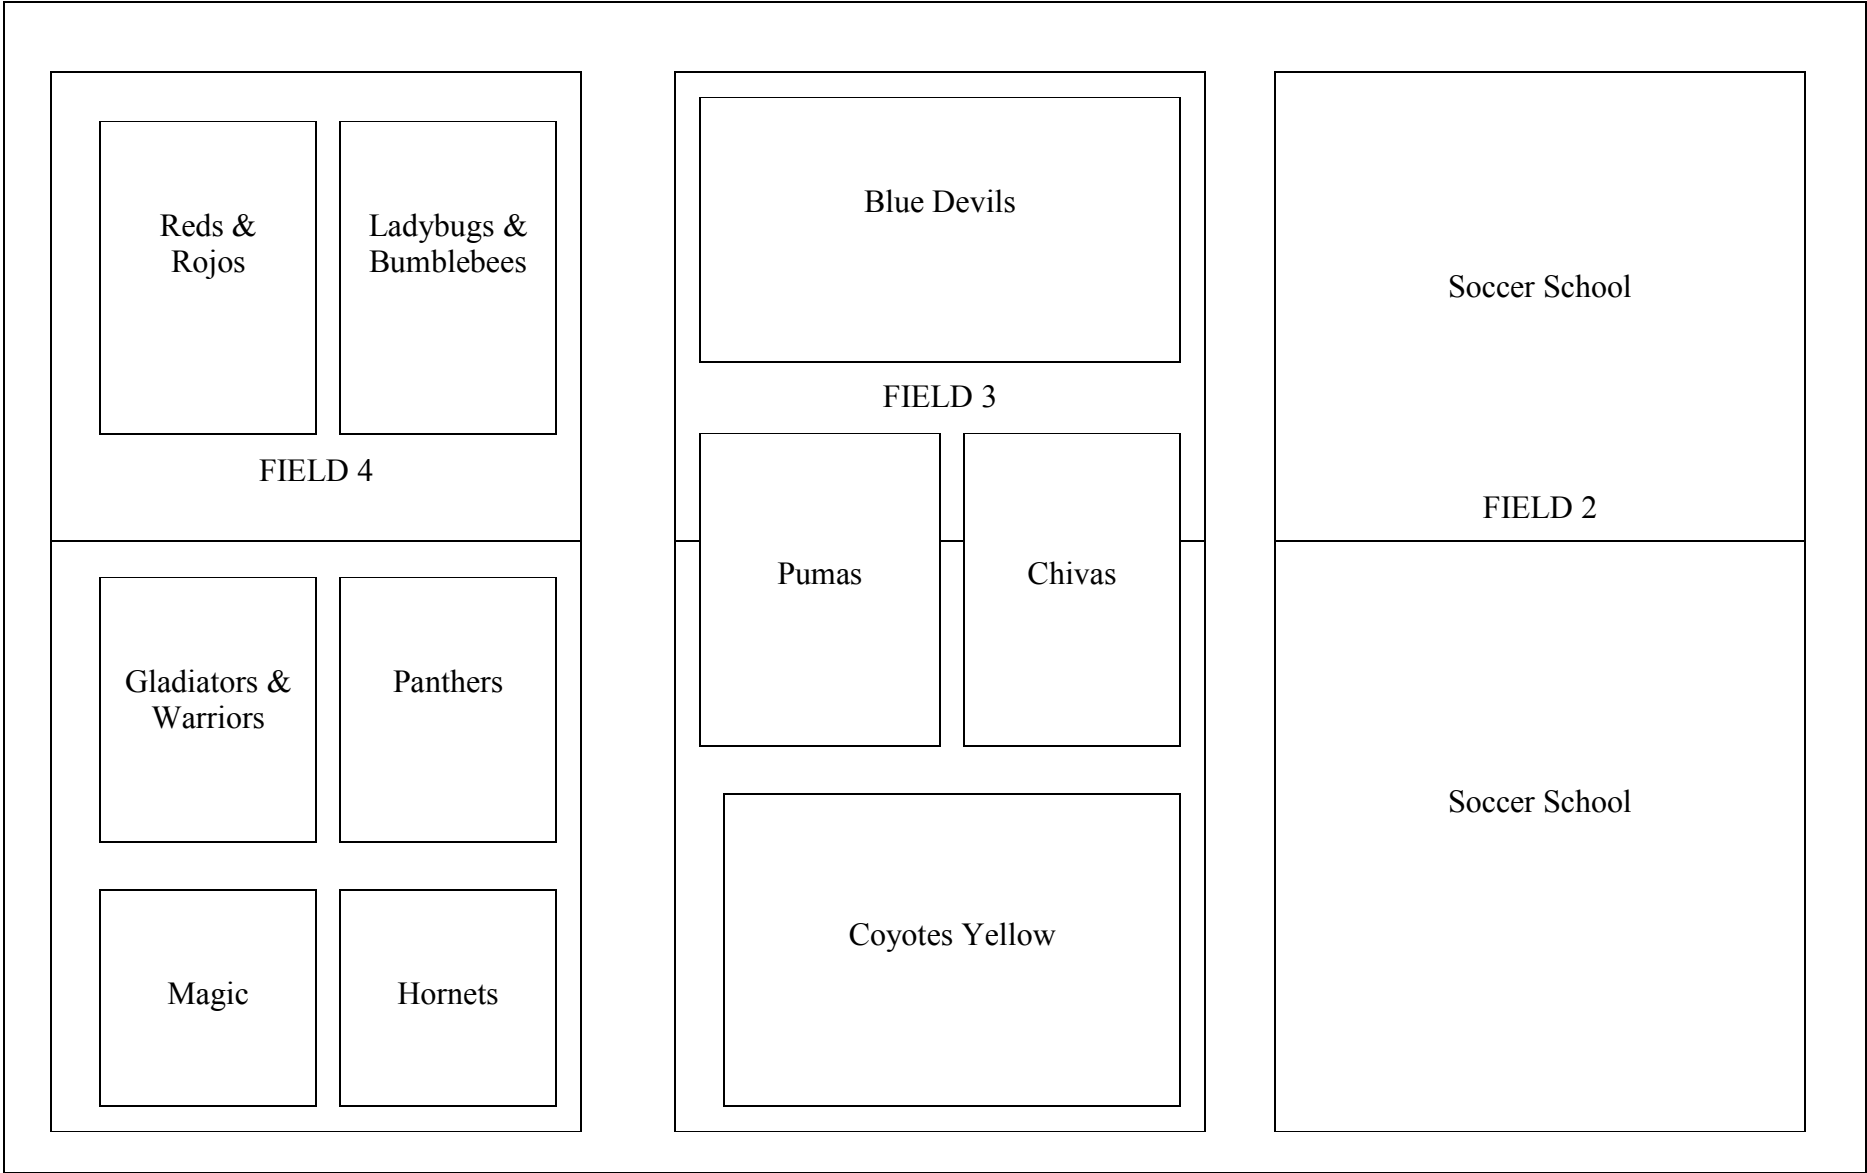 Reds &
Rojos
Ladybugs &
Bumblebees
FIELD 4
Gladiators &
Warriors
Panthers
Magic
Hornets
Blue Devils
FIELD 3
Pumas
Chivas
Coyotes Yellow
Soccer School
FIELD 2
Soccer School